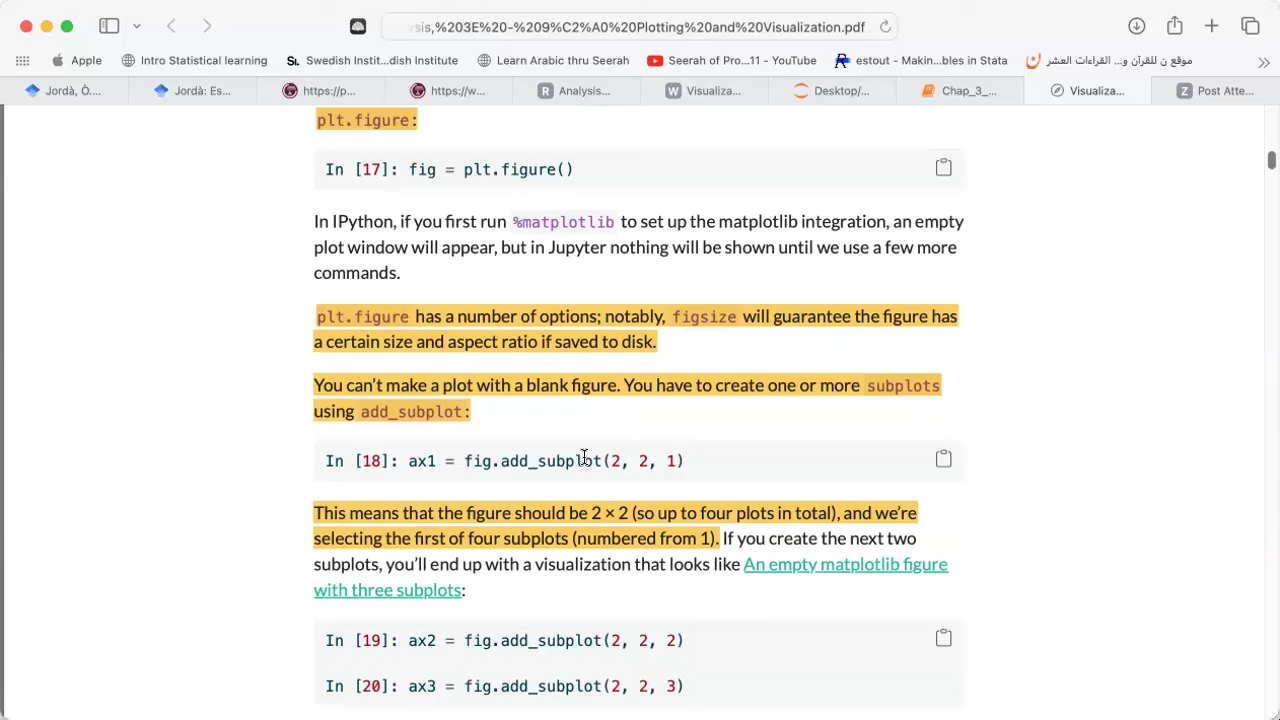 sis,%203E%20-%209%C2%A0%20Plotting%20and%20Visualization.pdf
Apple
Intro Statistical learning
Swedish Instit...dish Institute
Learn Arabic thru Seerah
Seerah of Pro...11 - YouTube
estout - Makin...bles in Stata
موقع ن للقرآن و... القراءات العشر
Jordà, Ò....
Jordà: Es...
https://p...
https://w...
R Analysis...
W Visualiza...
Desktop/...
Chap_3_...
Visualiza...
Z Post Atte...
plt.figure:
In [17]: fig = plt.figure()
In IPython, if you first run %matplotlib to set up the matplotlib integration, an empty
plot window will appear, but in Jupyter nothing will be shown until we use a few more
commands.
plt.figure has a number of options; notably, figsize will guarantee the figure has
a certain size and aspect ratio if saved to disk.
You can’t make a plot with a blank figure. You have to create one or more subplots
using add_subplot:
In [18]: ax1 = fig.add_subplot(2, 2, 1)
This means that the figure should be 2 × 2 (so up to four plots in total), and we’re
selecting the first of four subplots (numbered from 1). If you create the next two
subplots, you’ll end up with a visualization that looks like An empty matplotlib figure
with three subplots:
In [19]: ax2 = fig.add_subplot(2, 2, 2)
In [20]: ax3 = fig.add_subplot(2, 2, 3)